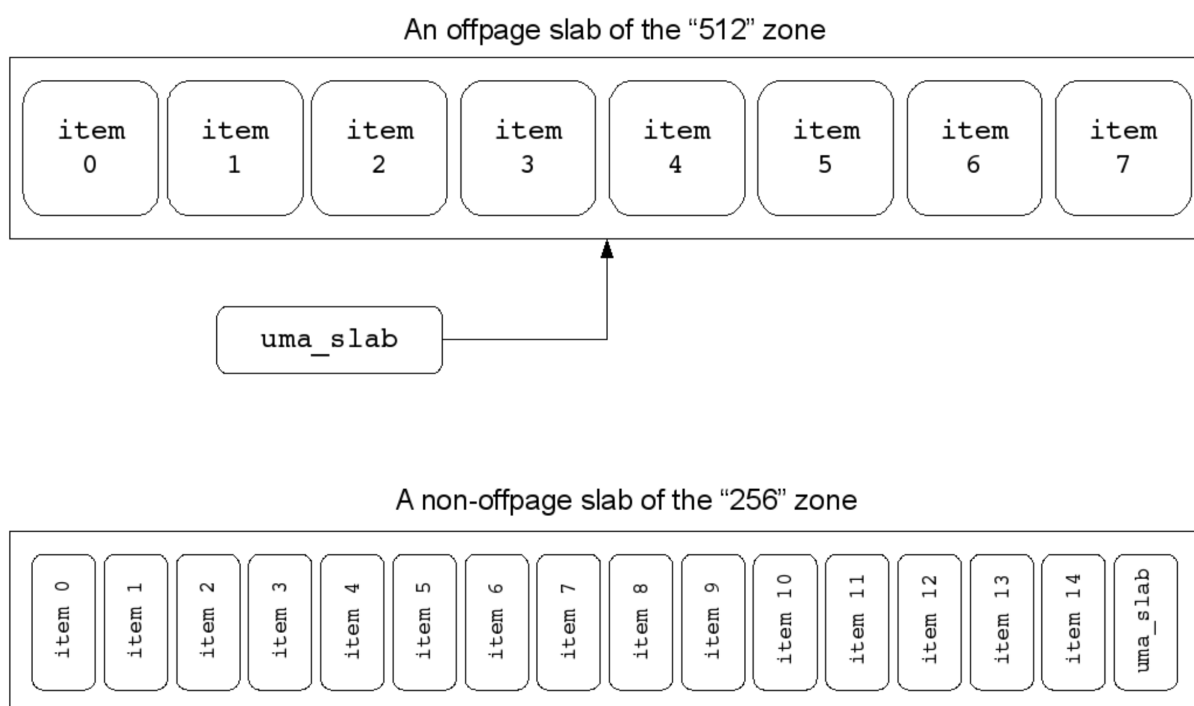 An offpage slab of the “512” zone
item item item item item item item item
0 1 2 3 4 5 6 7
uma_slab
A non-offpage slab of the “256” zone
item 0
item 1
item 2
item 3
item 4
item 5
item 6
item 7
item 8
item 9
item 10
item 11
item 12
item 13
item 14
uma_slab